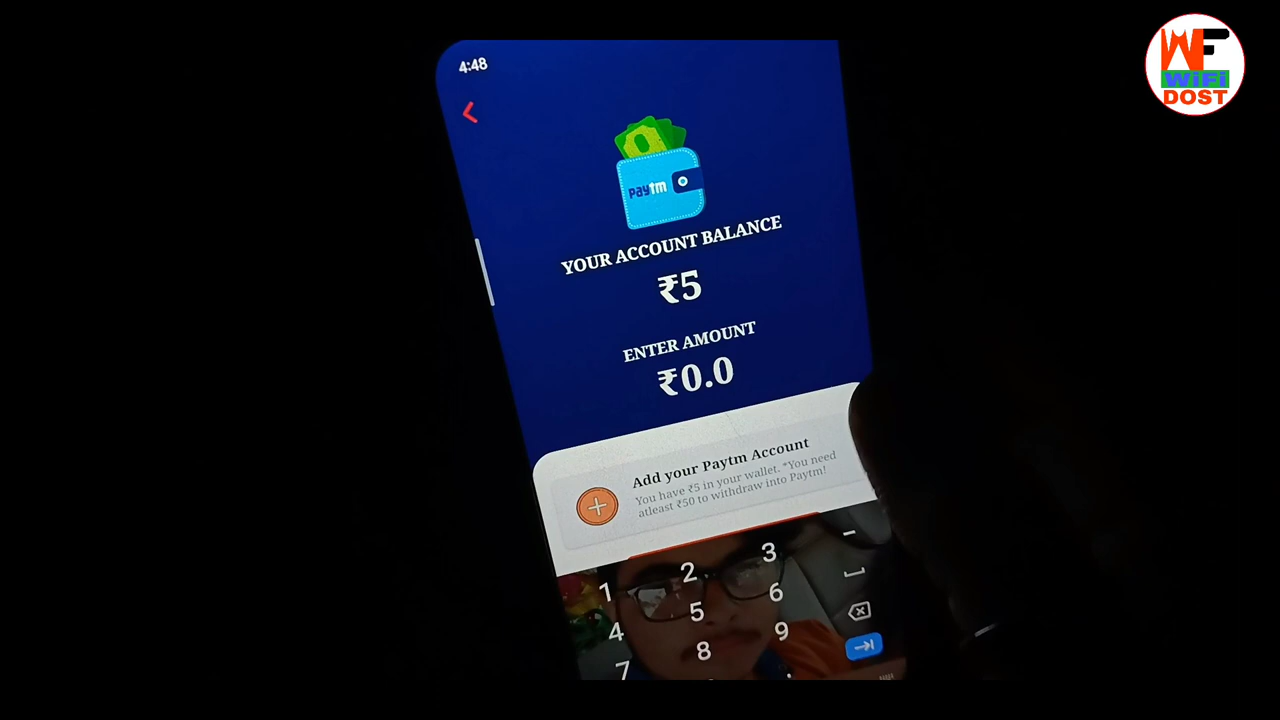 WF
WiFi
DOST
4:48
paytm
YOUR ACCOUNT BALANCE
₹5
ENTER AMOUNT
₹0.0
Add your Paytm Account
You have ₹5 in your wallet. *You need
atleast ₹50 to withdraw into Paytm!
1 2 3 -
4 5 6
7 8 9